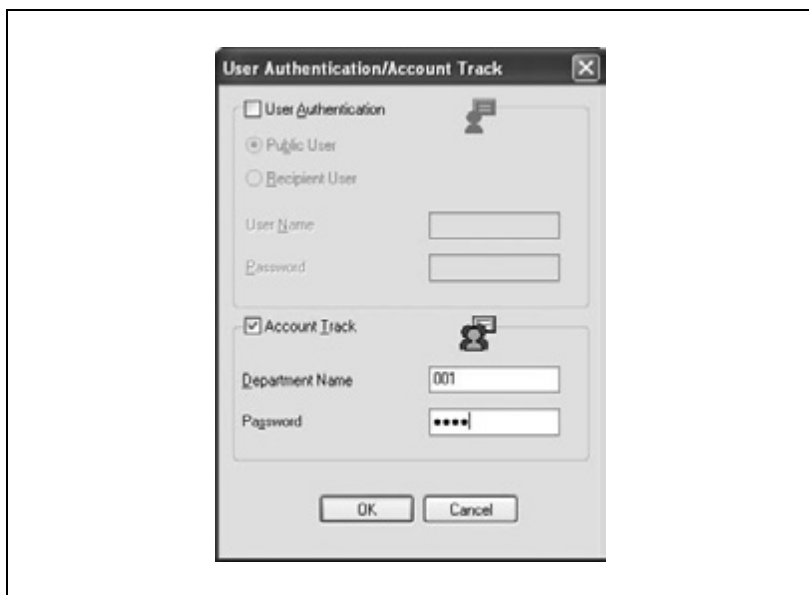 User Authentication/Account Track
User Authentication
Public User
Recipient User
User Name
Password
Account Track
Department Name 001
Password ••••
OK Cancel